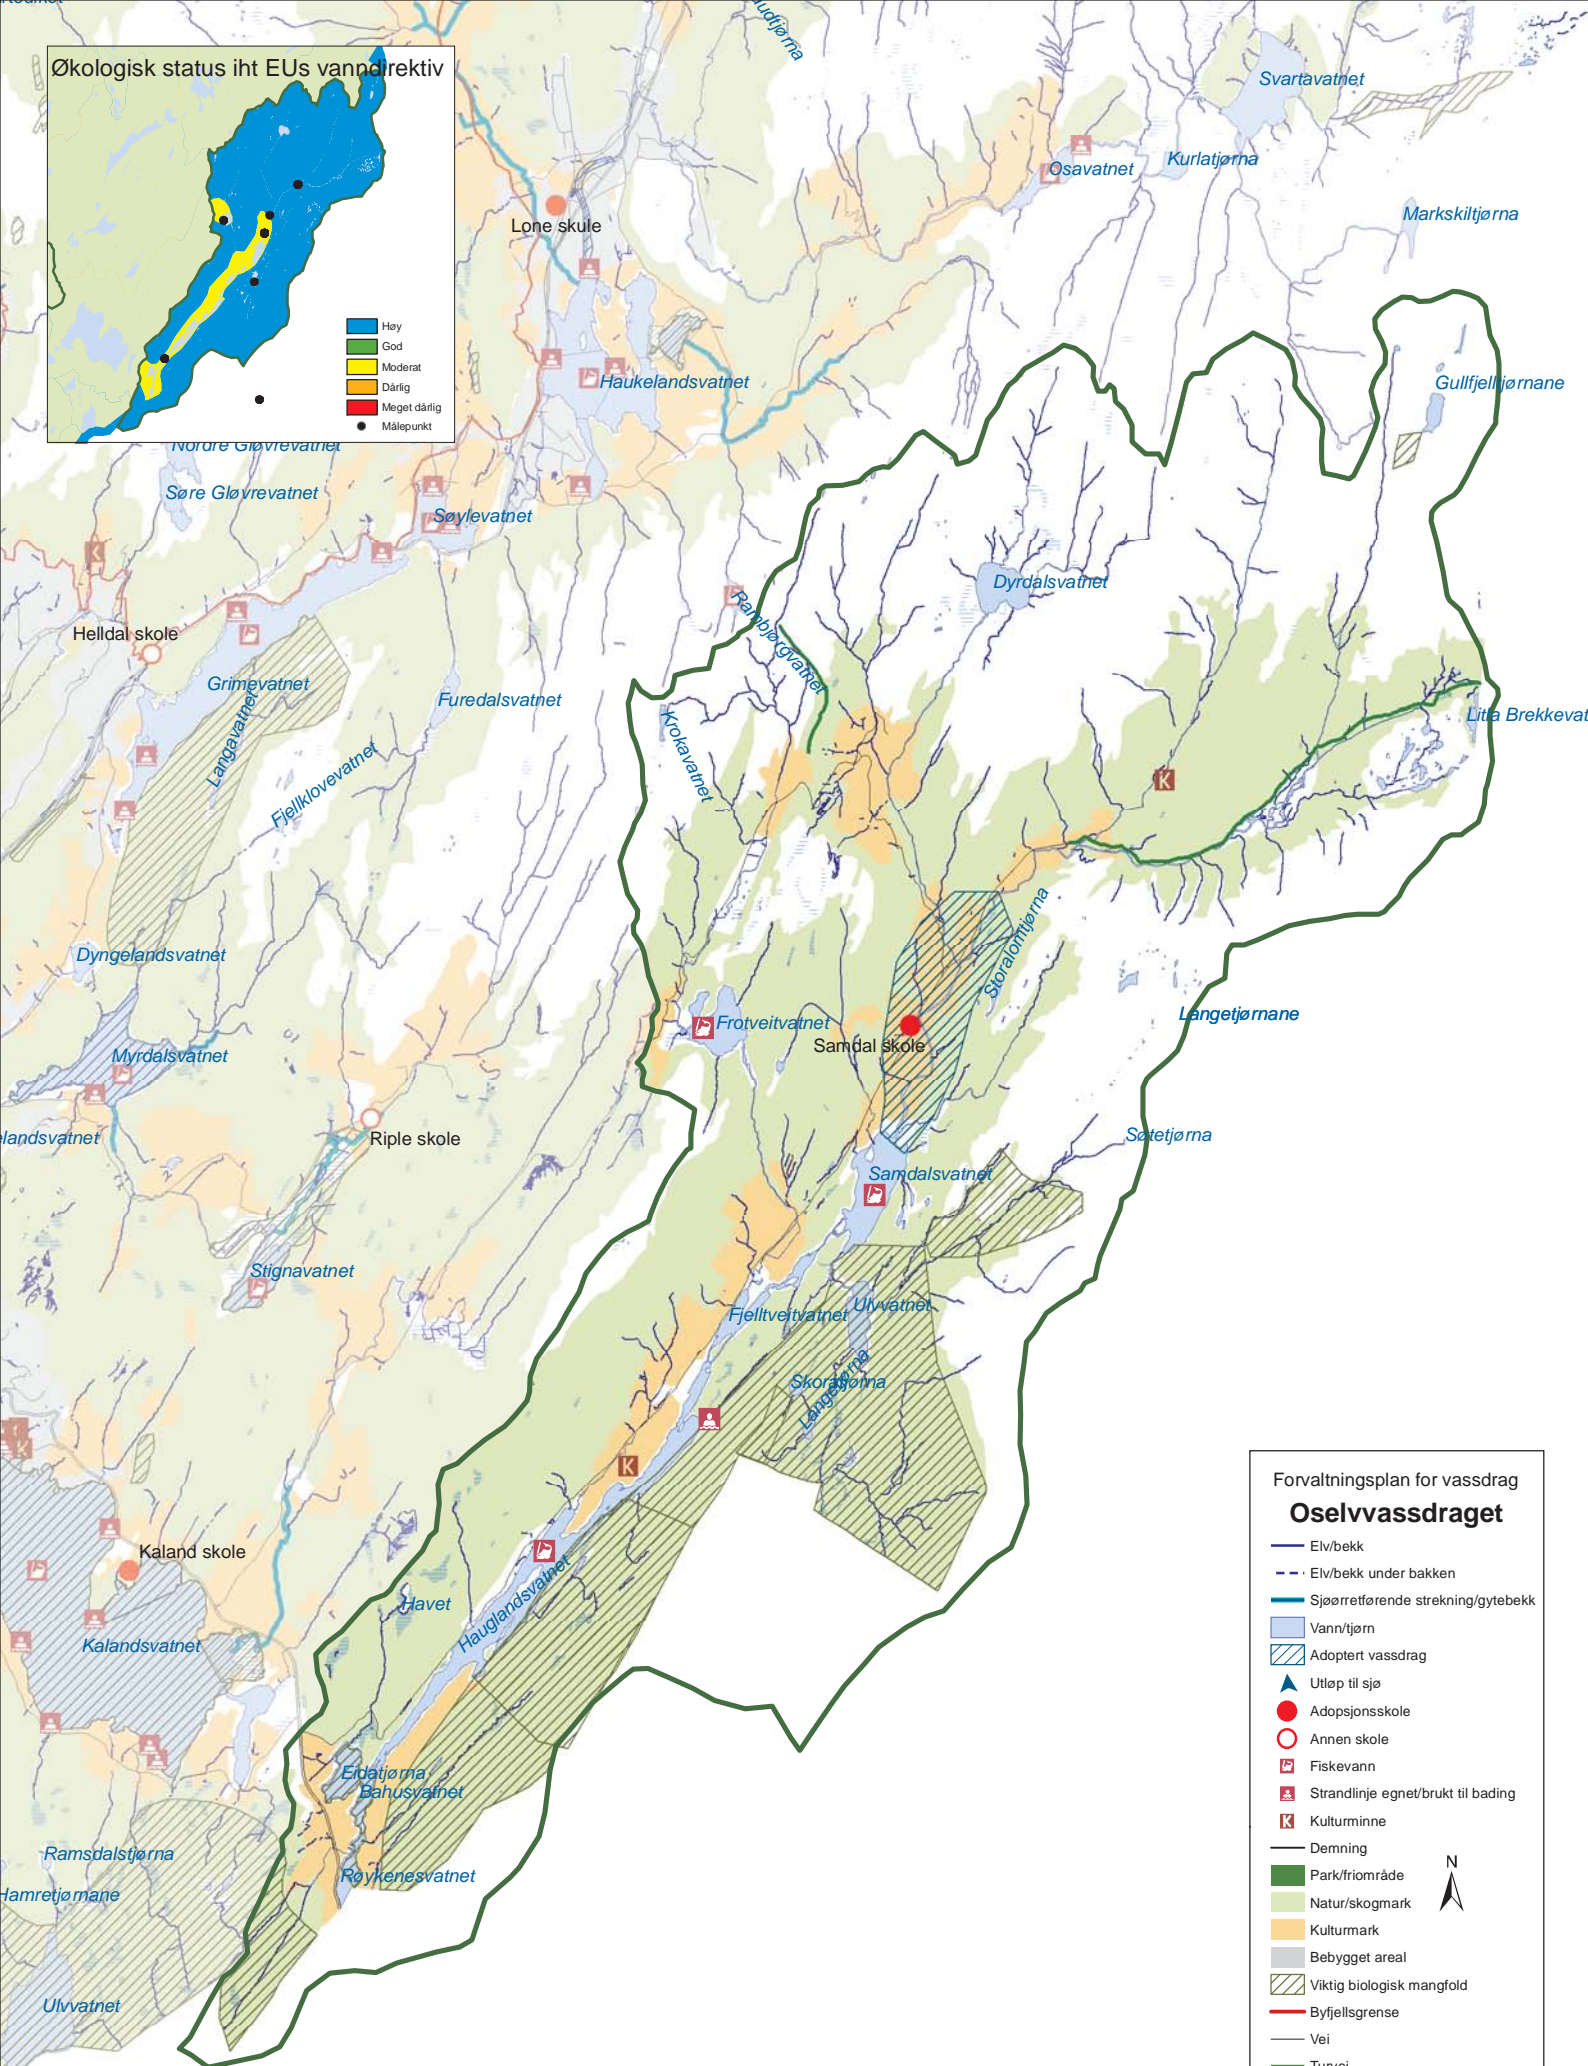 Økologisk status iht EUs vanndirektiv
Høy
God
Moderat
Dårlig
Meget dårlig
Målepunkt
Svartavatnet
Osavatnet
Kurlatjørna
Markskiltjørna
Lone skule
Haukelandsvatnet
Gullfjelltjørnane
Nordre Gløvrevatnet
Søre Gløvrevatnet
Søylevatnet
Dyrdalsvatnet
Rambjørgvatnet
Helldal skole
Grimevatnet
Langavatnet
Furedalsvatnet
Krokavatnet
Litla Brekkevat
Fjellklovevatnet
Dyngelandsvatnet
Storalomtjørna
Langetjørnane
Frotveitvatnet
Samdal skole
Myrdalsvatnet
elandsvatnet
Riple skole
Søtetjørna
Samdalsvatnet
Stignavatnet
Fjelltveitvatnet
Ulvvatnet
Skoratjørna
Langetjørna
Kaland skole
Hauglandsvatnet
Havet
Kalandsvatnet
Eidatjørna
Bahusvatnet
Ramsdalstjørna
Røykenesvatnet
Hamretjørnane
Ulvvatnet
Forvaltningsplan for vassdrag
Oselvvassdraget
Elv/bekk
Elv/bekk under bakken
Sjøørretførende strekning/gytebekk
Vann/tjørn
Adoptert vassdrag
Utløp til sjø
Adopsjonsskole
Annen skole
Fiskevann
Strandlinje egnet/brukt til bading
K Kulturminne
Demning
N
Park/friområde
Natur/skogmark
Kulturmark
Bebygget areal
Viktig biologisk mangfold
Byfjellsgrense
Vei
Turvei